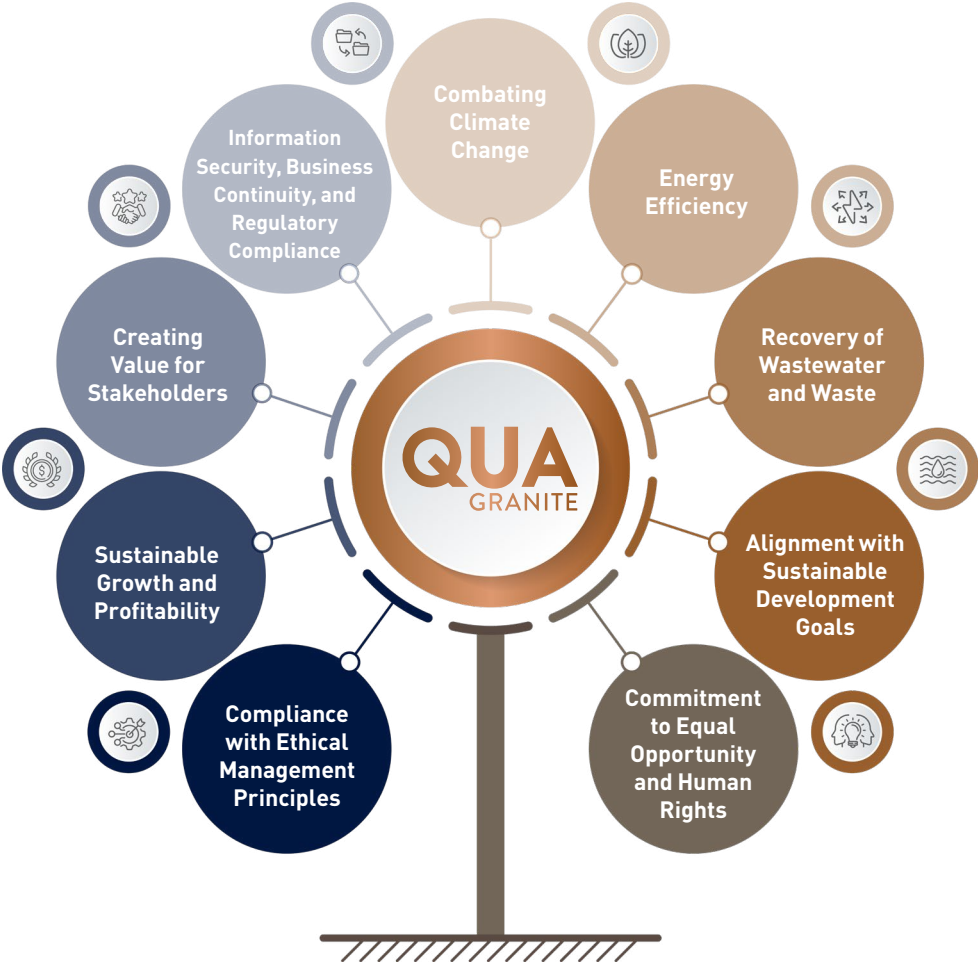 Combating
Climate
Change
Energy
Efficiency
Recovery of
Wastewater
and Waste
Alignment with
Sustainable
Development
Goals
Commitment
to Equal
Opportunity
and Human
Rights
Compliance
with Ethical
Management
Principles
Sustainable
Growth and
Profitability
Creating
Value for
Stakeholders
Information
Security, Business
Continuity, and
Regulatory
Compliance
QUA
GRANITE
$